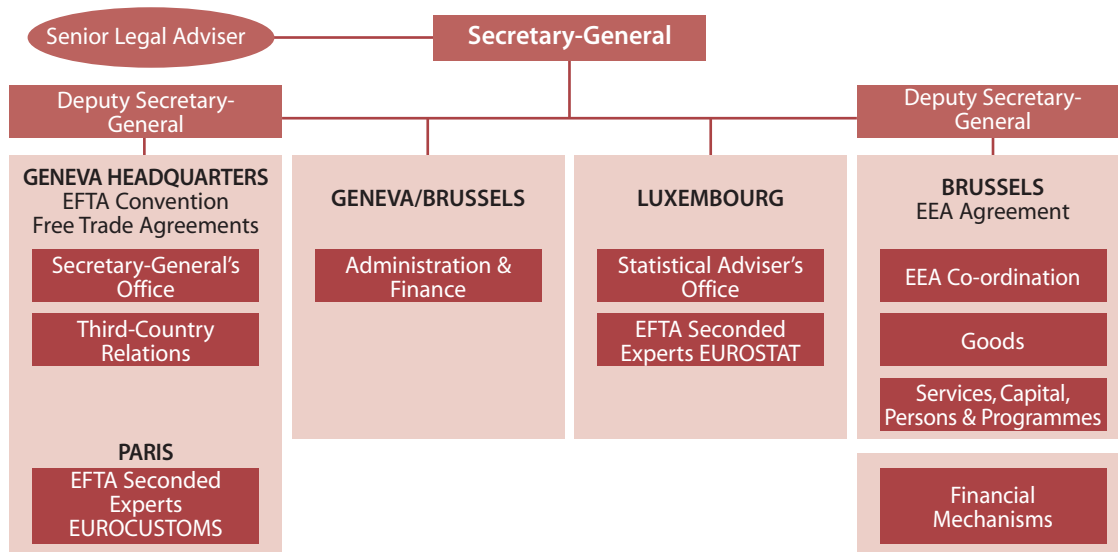 Senior Legal Adviser
Secretary-General
Deputy Secretary-
General
Deputy Secretary-
General
GENEVA HEADQUARTERS
EFTA Convention
Free Trade Agreements
Secretary-General's
Office
Third-Country
Relations
PARIS
EFTA Seconded
Experts
EUROCUSTOMS
GENEVA/BRUSSELS
Administration &
Finance
LUXEMBOURG
Statistical Adviser's
Office
EFTA Seconded
Experts EUROSTAT
BRUSSELS
EEA Agreement
EEA Co-ordination
Goods
Services, Capital,
Persons & Programmes
Financial
Mechanisms